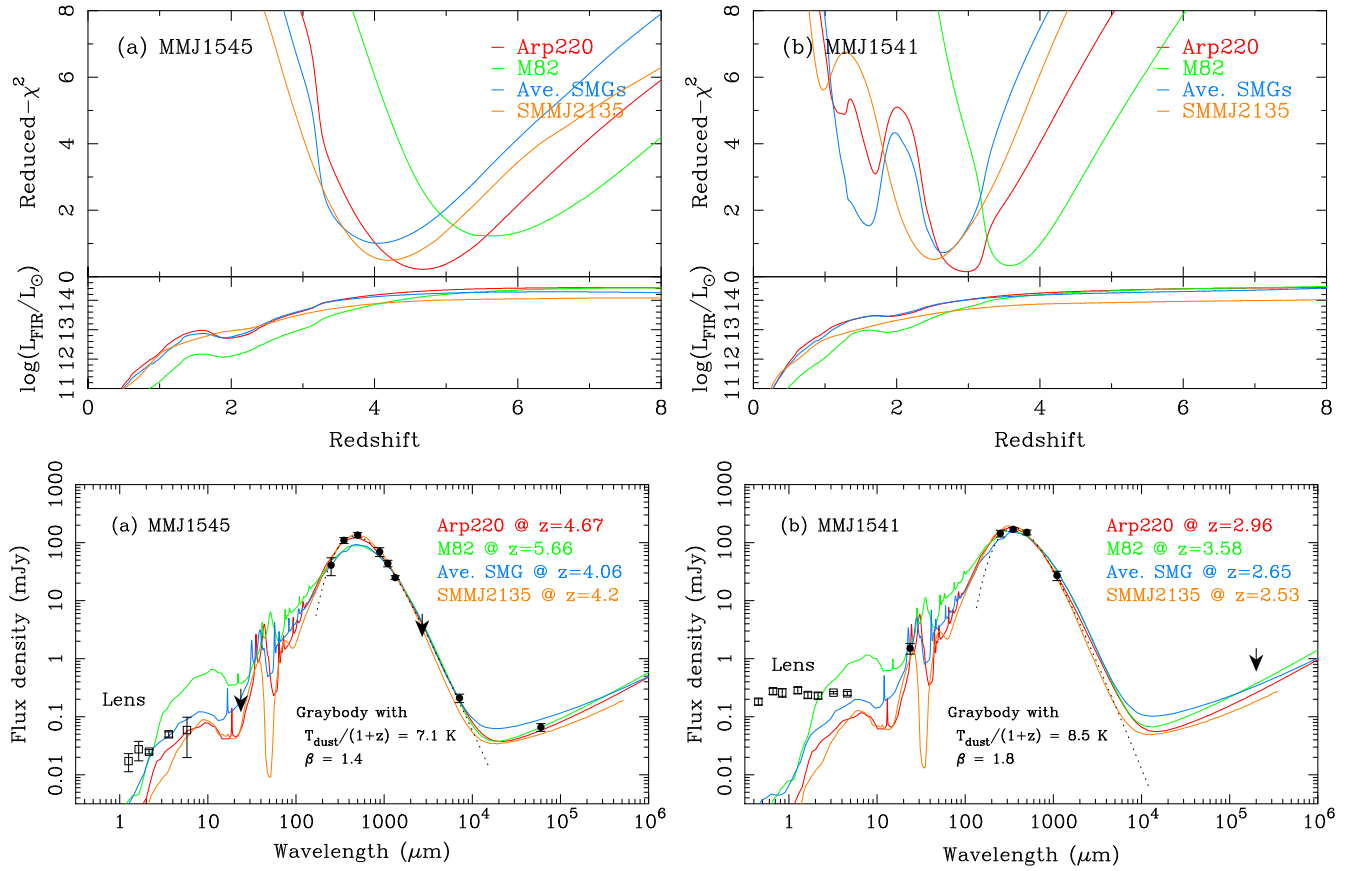 (a) MMJ1545
Arp220
M82
Ave. SMGs
SMMJ2135
Reduced-χ²
8
6
4
2
0
log(L_FIR/L_⊙)
14
13
12
11
0 2 4 6 8
Redshift
(b) MMJ1541
Arp220
M82
Ave. SMGs
SMMJ2135
Reduced-χ²
8
6
4
2
0
log(L_FIR/L_⊙)
14
13
12
11
0 2 4 6 8
Redshift
(a) MMJ1545
Arp220 @ z=4.67
M82 @ z=5.66
Ave. SMG @ z=4.06
SMMJ2135 @ z=4.2
Lens
Graybody with
T_dust/(1+z) = 7.1 K
β = 1.4
Flux density (mJy)
1000
100
10
1
0.1
0.01
1 10 100 1000 10⁴ 10⁵ 10⁶
Wavelength (μm)
(b) MMJ1541
Arp220 @ z=2.96
M82 @ z=3.58
Ave. SMG @ z=2.65
SMMJ2135 @ z=2.53
Lens
Graybody with
T_dust/(1+z) = 8.5 K
β = 1.8
Flux density (mJy)
1000
100
10
1
0.1
0.01
1 10 100 1000 10⁴ 10⁵ 10⁶
Wavelength (μm)